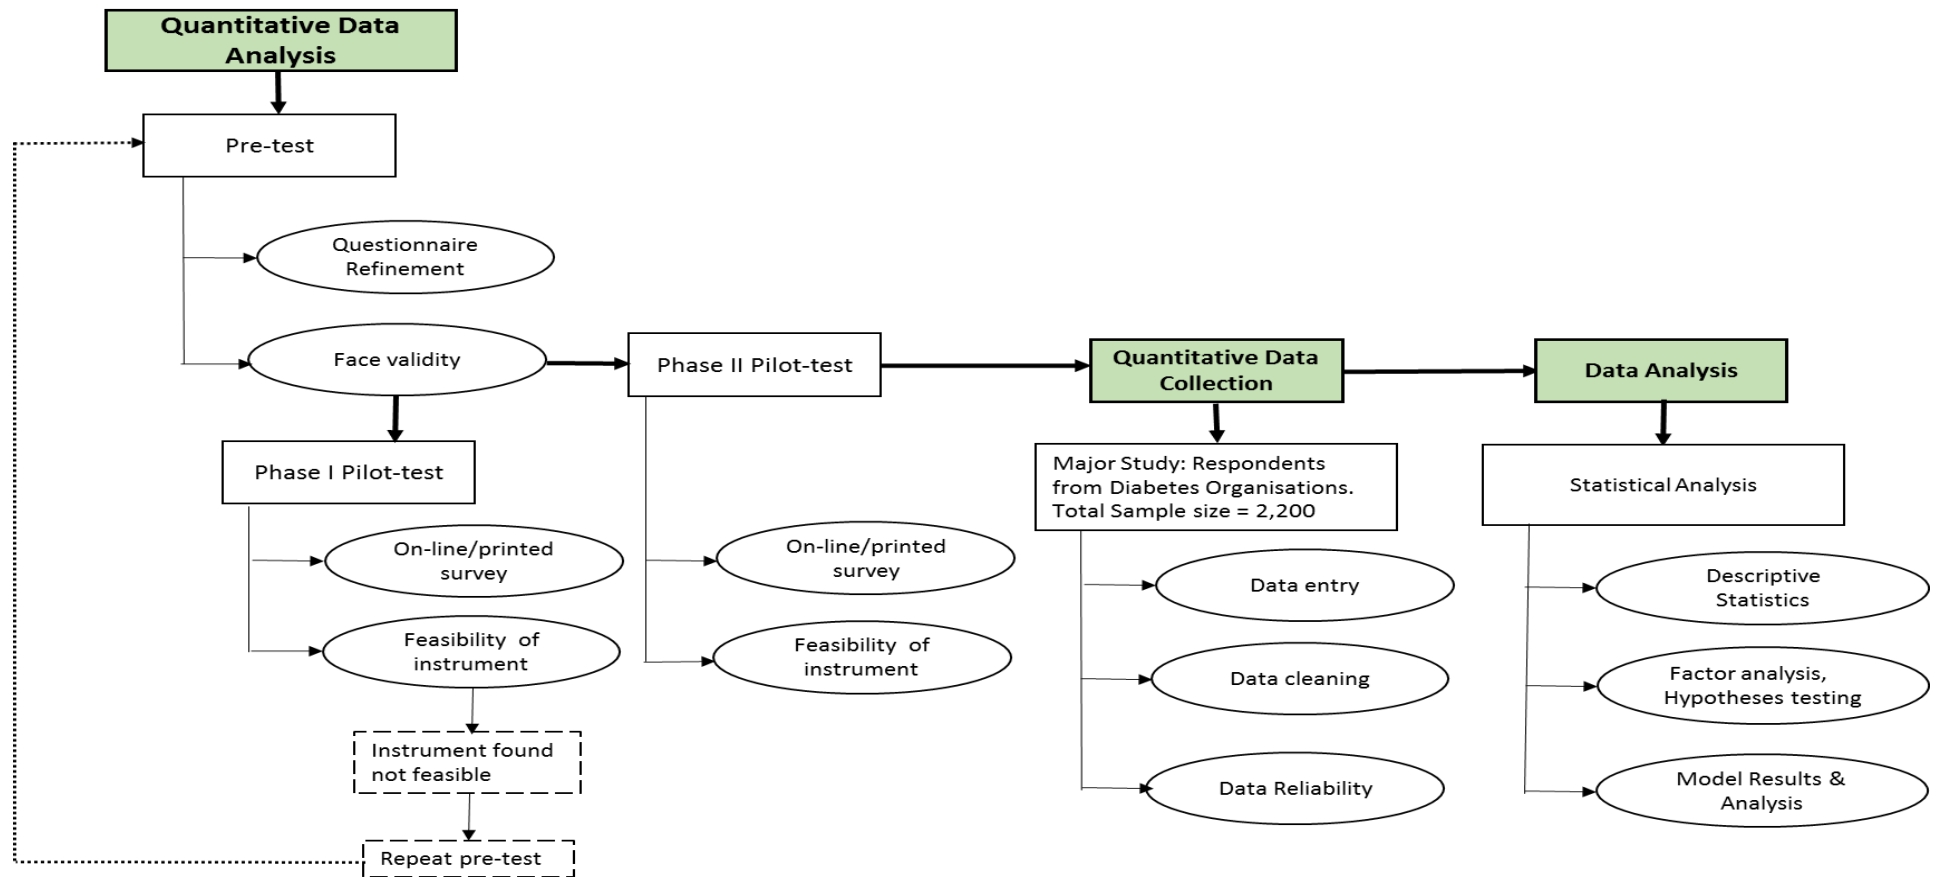 Quantitative Data
Analysis
Pre-test
Questionnaire
Refinement
Face validity
Phase I Pilot-test
On-line/printed
survey
Feasibility of
instrument
Instrument found
not feasible
Repeat pre-test
Phase II Pilot-test
On-line/printed
survey
Feasibility of
instrument
Quantitative Data
Collection
Major Study: Respondents
from Diabetes Organisations.
Total Sample size = 2,200
Data entry
Data cleaning
Data Reliability
Data Analysis
Statistical Analysis
Descriptive
Statistics
Factor analysis,
Hypotheses testing
Model Results &
Analysis